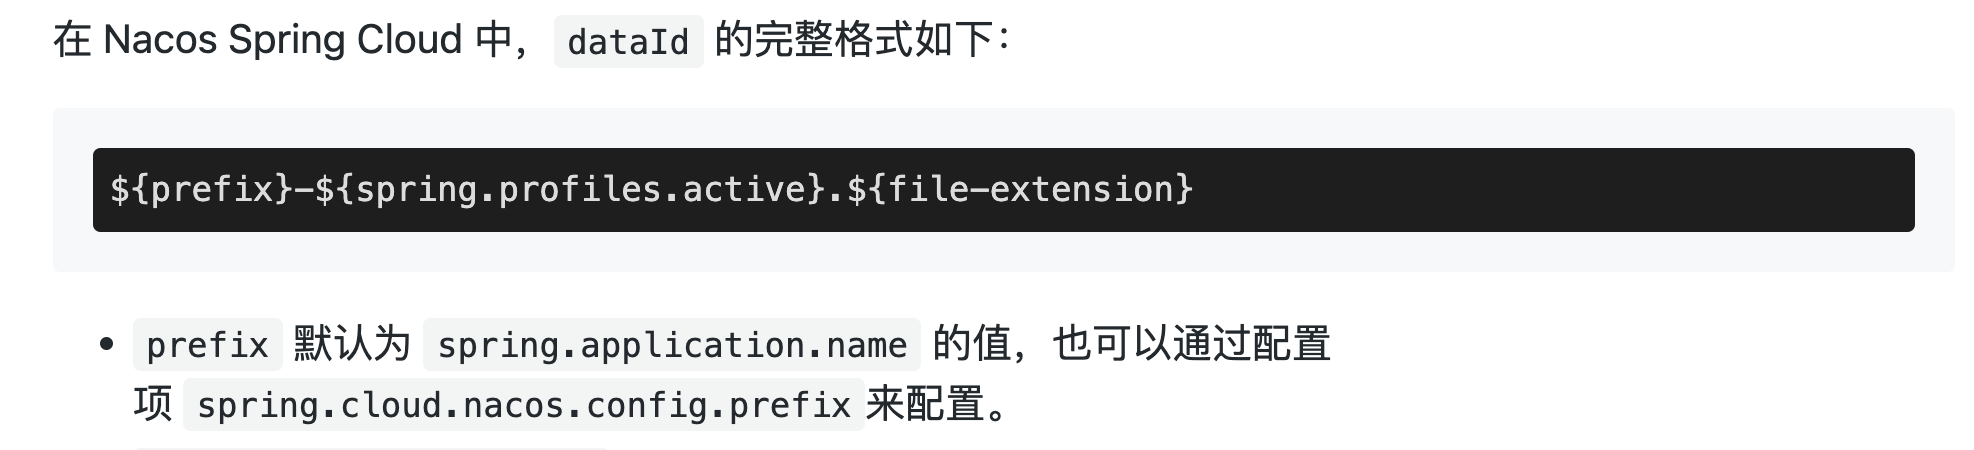 在 Nacos Spring Cloud 中，dataId 的完整格式如下：
${prefix}-${spring.profiles.active}.${file-extension}
• prefix 默认为 spring.application.name 的值，也可以通过配置
项 spring.cloud.nacos.config.prefix来配置。